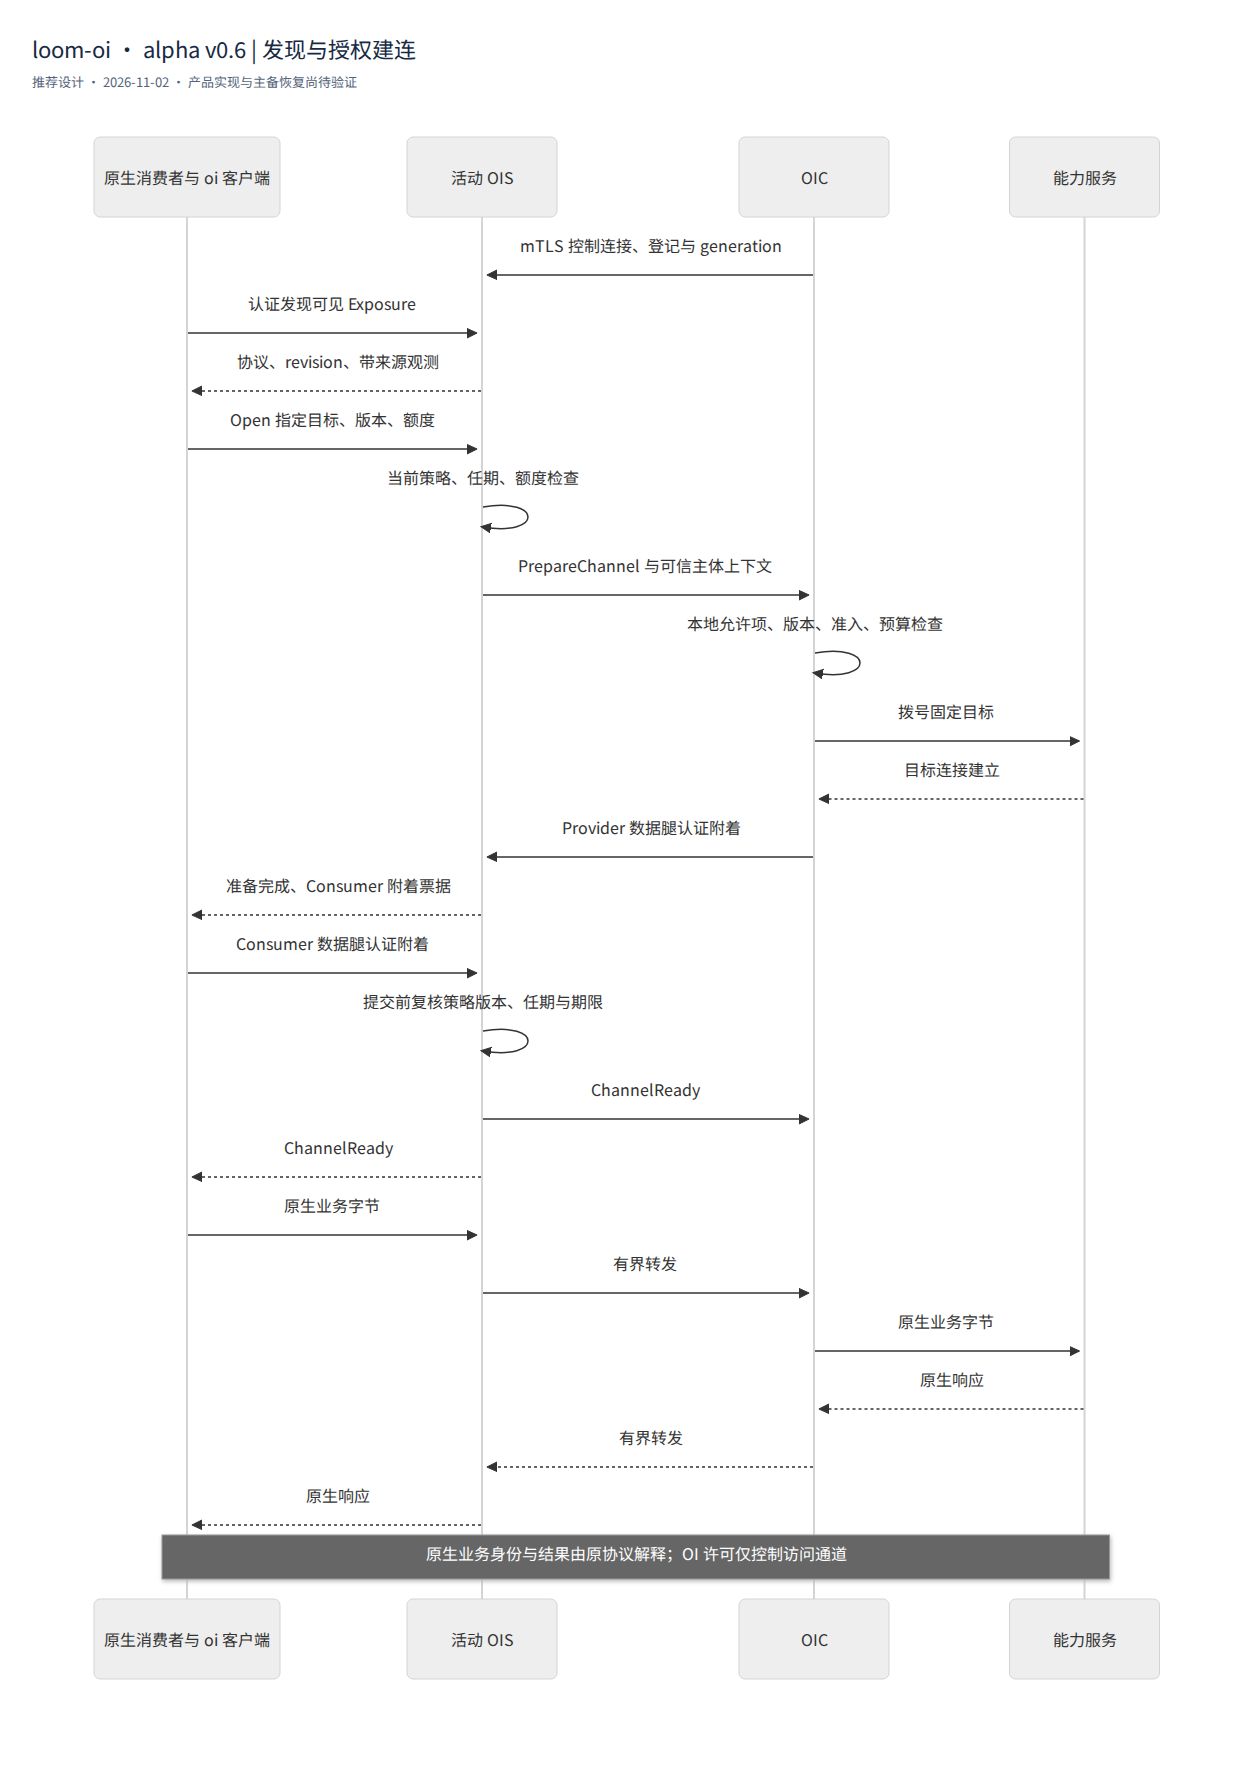 loom-oi · alpha v0.6 | 发现与授权建连
推荐设计 · 2026-11-02 · 产品实现与主备恢复尚待验证
原生消费者与 oi 客户端
活动 OIS
OIC
能力服务
mTLS 控制连接、登记与 generation
认证发现可见 Exposure
协议、revision、带来源观测
Open 指定目标、版本、额度
当前策略、任期、额度检查
PrepareChannel 与可信主体上下文
本地允许项、版本、准入、预算检查
拨号固定目标
目标连接建立
Provider 数据腿认证附着
准备完成、Consumer 附着票据
Consumer 数据腿认证附着
提交前复核策略版本、任期与期限
ChannelReady
ChannelReady
原生业务字节
有界转发
原生业务字节
原生响应
有界转发
原生响应
原生业务身份与结果由原协议解释；OI 许可仅控制访问通道
原生消费者与 oi 客户端
活动 OIS
OIC
能力服务